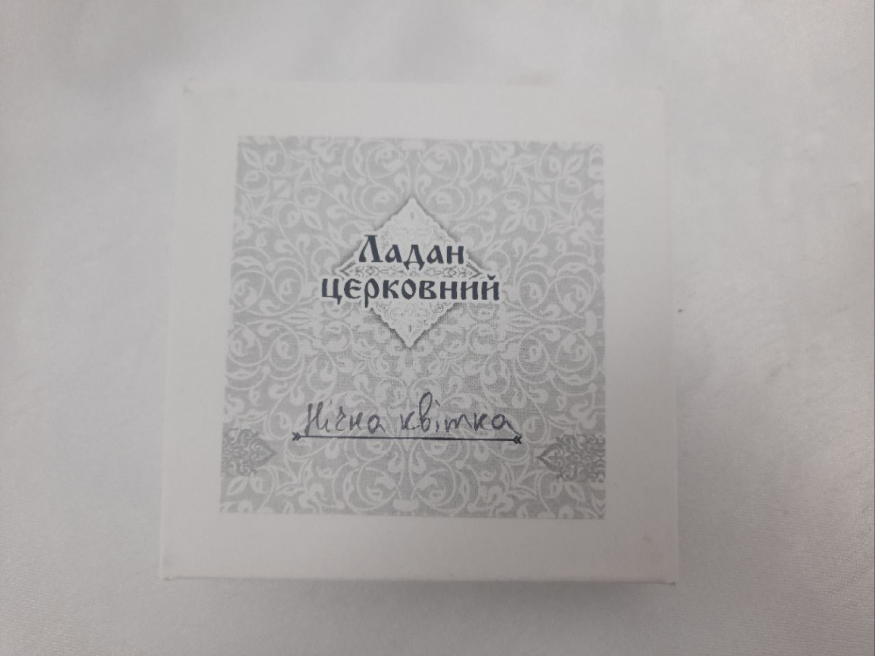 Ладан
церковний
Нічна квітка